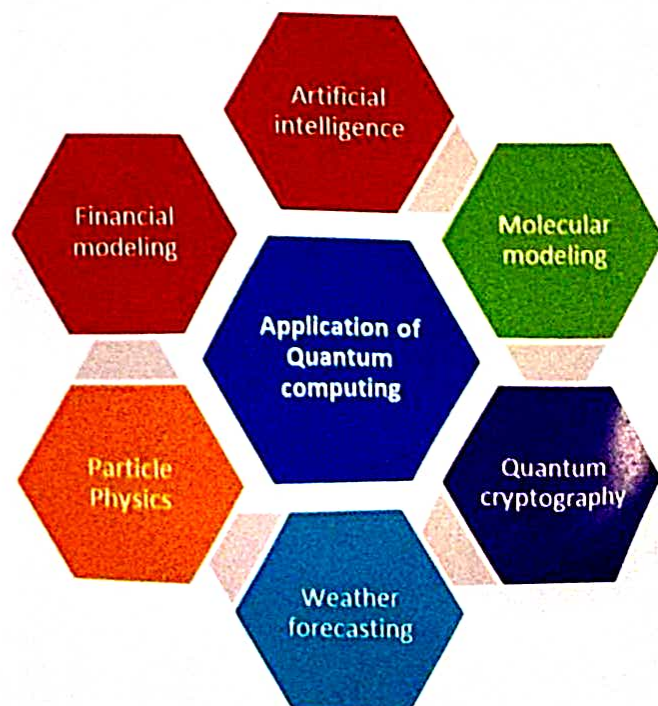 Artificial
intelligence
Financial
modeling
Molecular
modeling
Application of
Quantum
computing
Particle
Physics
Quantum
cryptography
Weather
forecasting